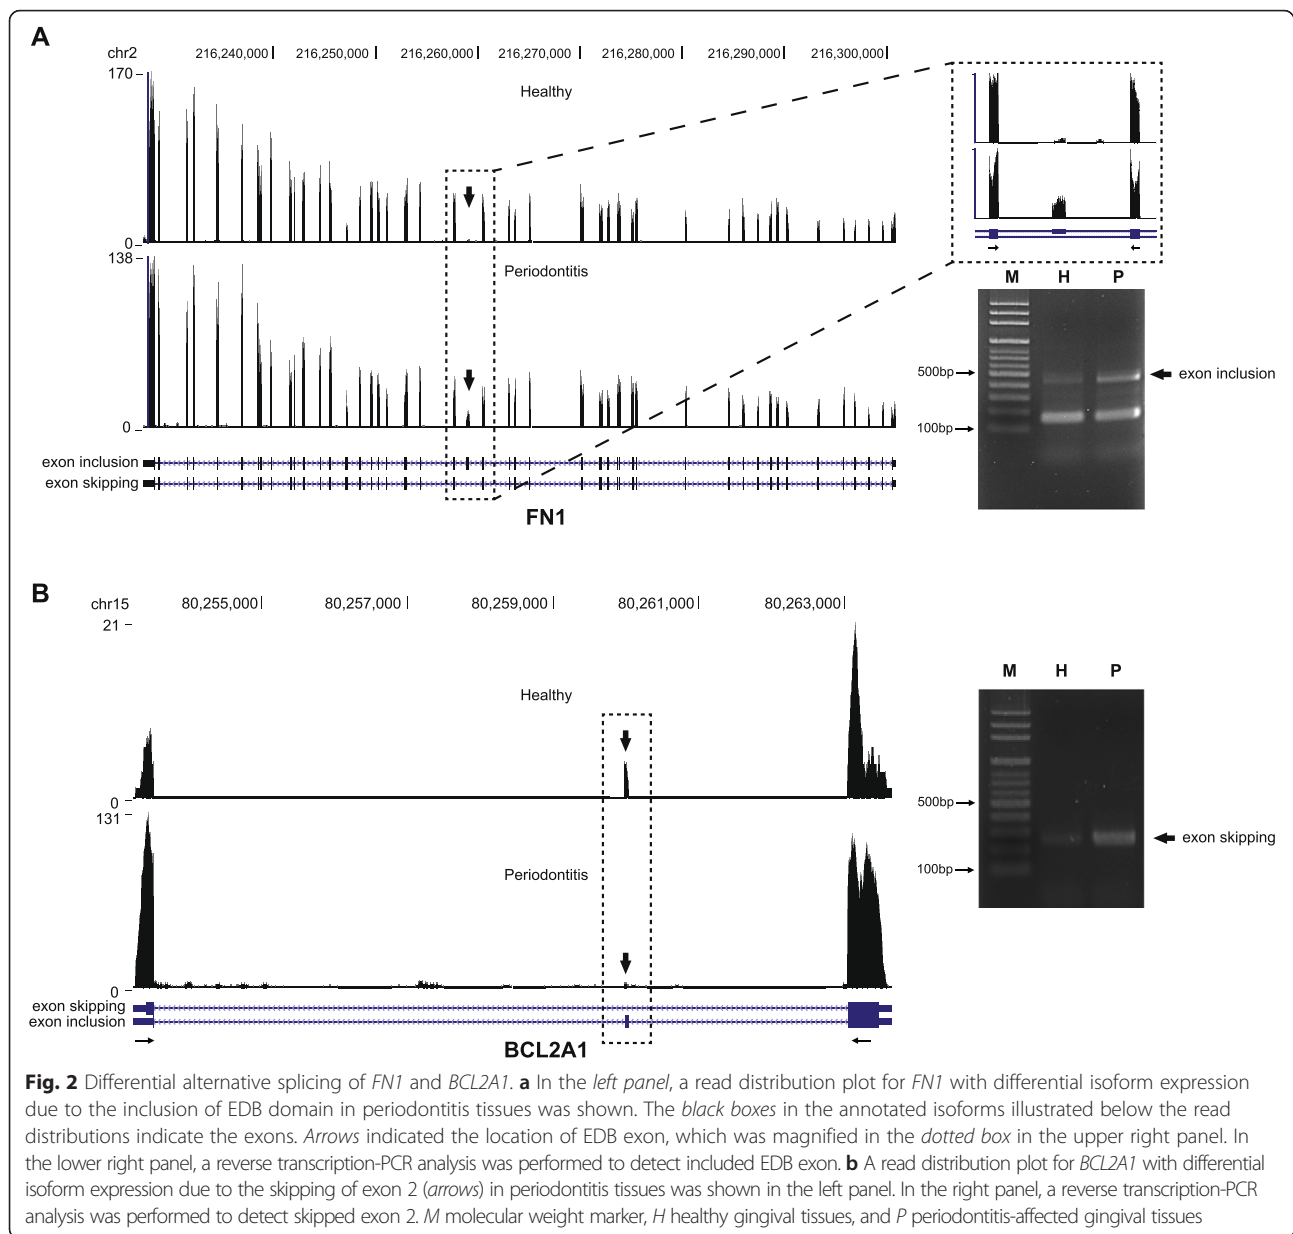 A
chr2 216,240,000 216,250,000 216,260,000 216,270,000 216,280,000 216,290,000 216,300,000
170
Healthy
0
138
Periodontitis
0
exon inclusion
exon skipping
FN1
M H P
500bp
exon inclusion
100bp
B
chr15 80,255,000 80,257,000 80,259,000 80,261,000 80,263,000
21
Healthy
0
131
Periodontitis
0
exon skipping
exon inclusion
BCL2A1
M H P
500bp
exon skipping
100bp
Fig. 2 Differential alternative splicing of FN1 and BCL2A1. a In the left panel, a read distribution plot for FN1 with differential isoform expression
due to the inclusion of EDB domain in periodontitis tissues was shown. The black boxes in the annotated isoforms illustrated below the read
distributions indicate the exons. Arrows indicated the location of EDB exon, which was magnified in the dotted box in the upper right panel. In
the lower right panel, a reverse transcription-PCR analysis was performed to detect included EDB exon. b A read distribution plot for BCL2A1 with differential
isoform expression due to the skipping of exon 2 (arrows) in periodontitis tissues was shown in the left panel. In the right panel, a reverse transcription-PCR
analysis was performed to detect skipped exon 2. M molecular weight marker, H healthy gingival tissues, and P periodontitis-affected gingival tissues